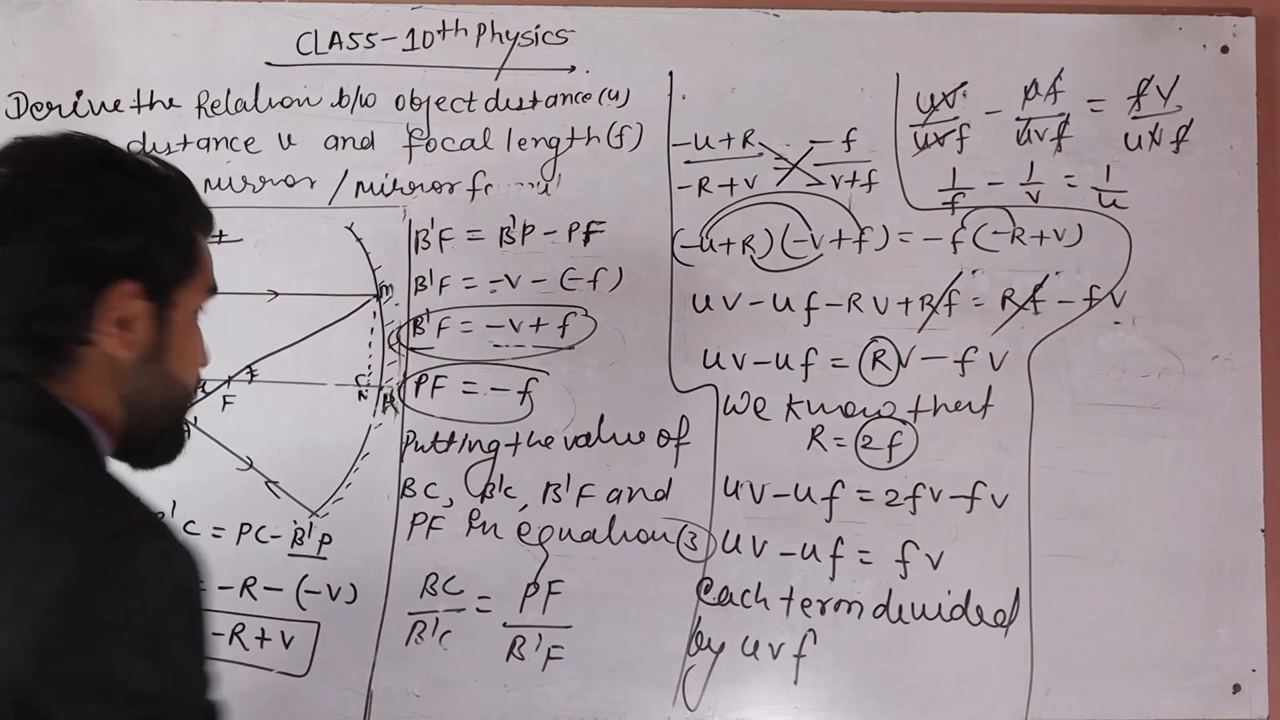 CLASS-10th Physics
Derive the Relation b/w object distance (u)
distance v and focal length (f)
mirror / mirror
+
M
F
N
P
A'
'C = PC - B'P
= -R - (-v)
-R + v
B'F = B'P - PF
B'F = -v - (-f)
B'F = -v + f
PF = -f
Putting the value of
BC, B'C, B'F and
PF in equation (3)
BC/B'C = PF/B'F
-u+R/-R+v = -f/-v+f
(-u+R)(-v+f) = -f(-R+v)
uv - uf - Rv + Rf = Rf - fv
uv - uf = Rv - fv
We know that
R = 2f
uv - uf = 2fv - fv
uv - uf = fv
Each term devided
by uvf
uv/uvf - uf/uvf = fv/uvf
1/f - 1/v = 1/u